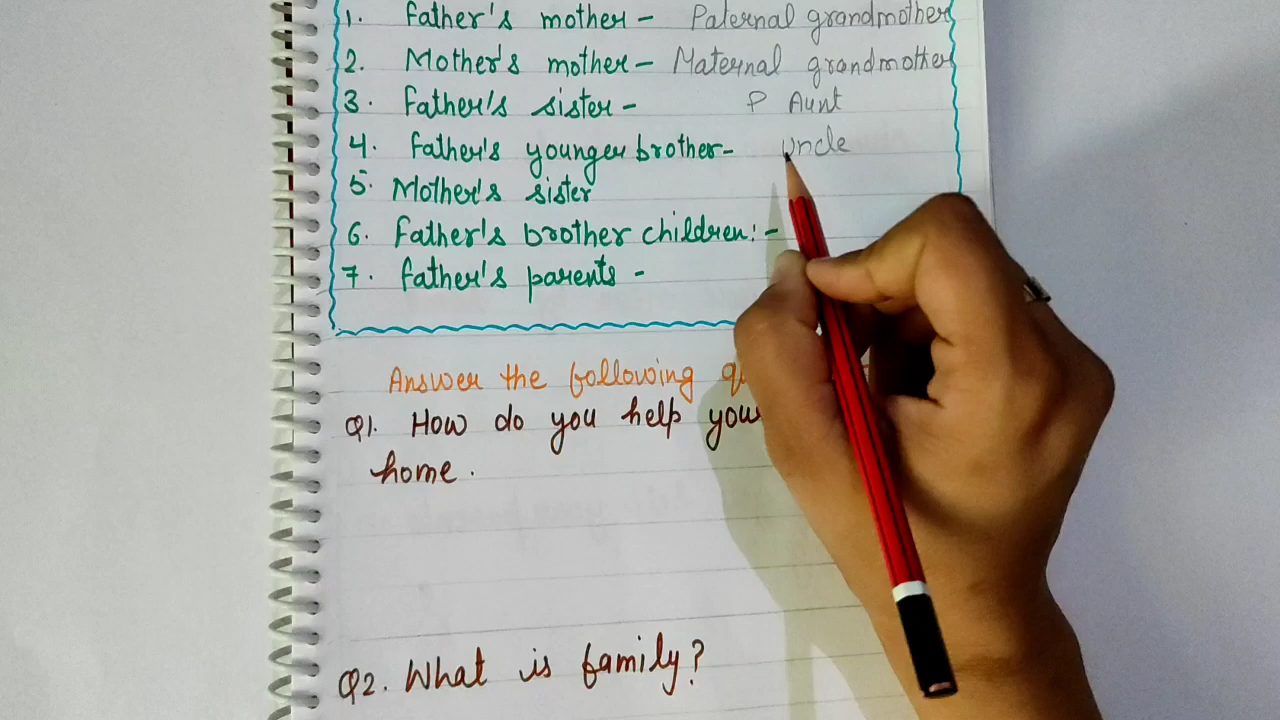 1. Father's mother - Paternal grandmother
2. Mother's mother - Maternal grandmother
3. Father's sister - P Aunt
4. Father's younger brother- Uncle
5. Mother's sister
6. Father's brother children:-
7. Father's parents -
Answer the following
Q1. How do you help
home.
Q2. What is family?